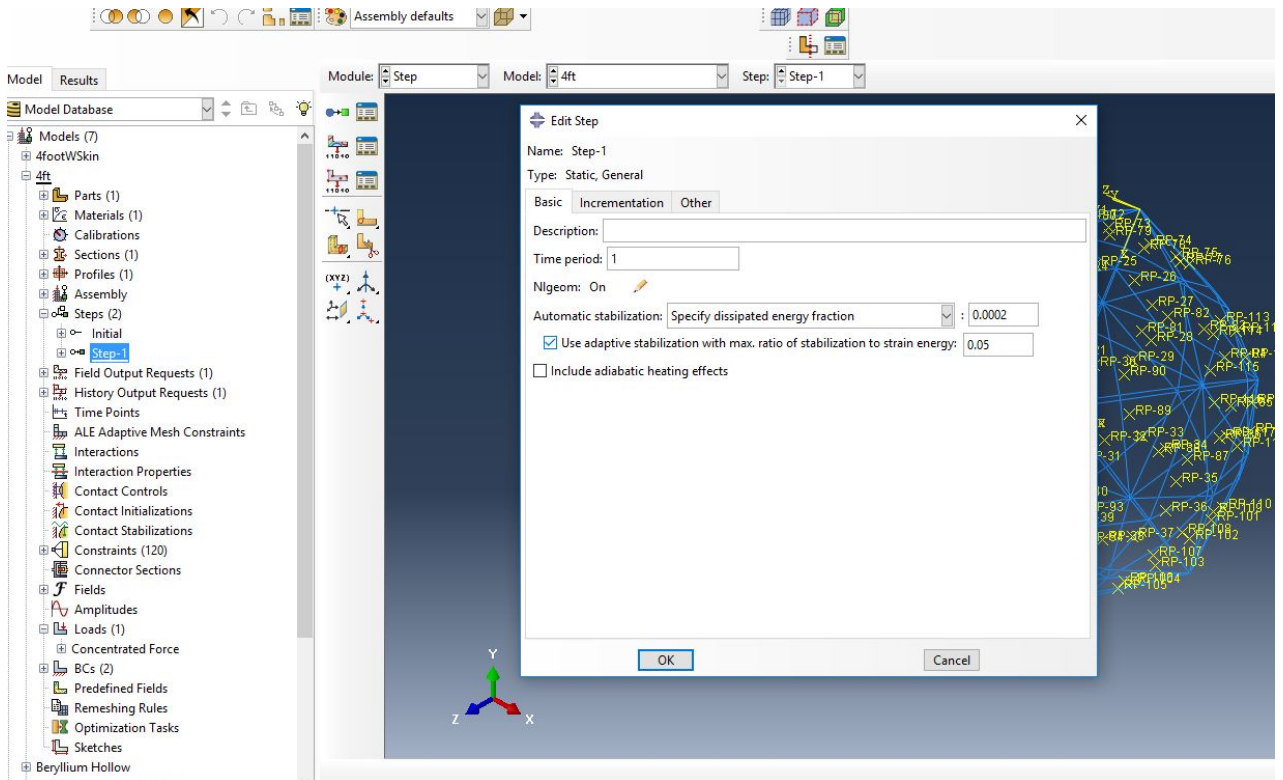 Assembly defaults
Model Results
Module: Step Model: 4ft Step: Step-1
Model Database
Models (7)
4footWSkin
4ft
Parts (1)
Materials (1)
Calibrations
Sections (1)
Profiles (1)
Assembly
Steps (2)
Initial
Step-1
Field Output Requests (1)
History Output Requests (1)
Time Points
ALE Adaptive Mesh Constraints
Interactions
Interaction Properties
Contact Controls
Contact Initializations
Contact Stabilizations
Constraints (120)
Connector Sections
Fields
Amplitudes
Loads (1)
Concentrated Force
BCs (2)
Predefined Fields
Remeshing Rules
Optimization Tasks
Sketches
Beryllium Hollow
(XYZ)
Edit Step
Name: Step-1
Type: Static, General
Basic Incrementation Other
Description:
Time period: 1
Nlgeom: On
Automatic stabilization: Specify dissipated energy fraction : 0.0002
Use adaptive stabilization with max. ratio of stabilization to strain energy: 0.05
Include adiabatic heating effects
OK Cancel
Y
Z X
RP-79
RP-74
RP-25
RP-26
RP-27
RP-82
RP-113
RP-81
RP-28
RP-29
RP-90
RP-115
RP-89
RP-33
RP-87
RP-35
RP-36
RP-101
RP-37
RP-102
RP-107
RP-103